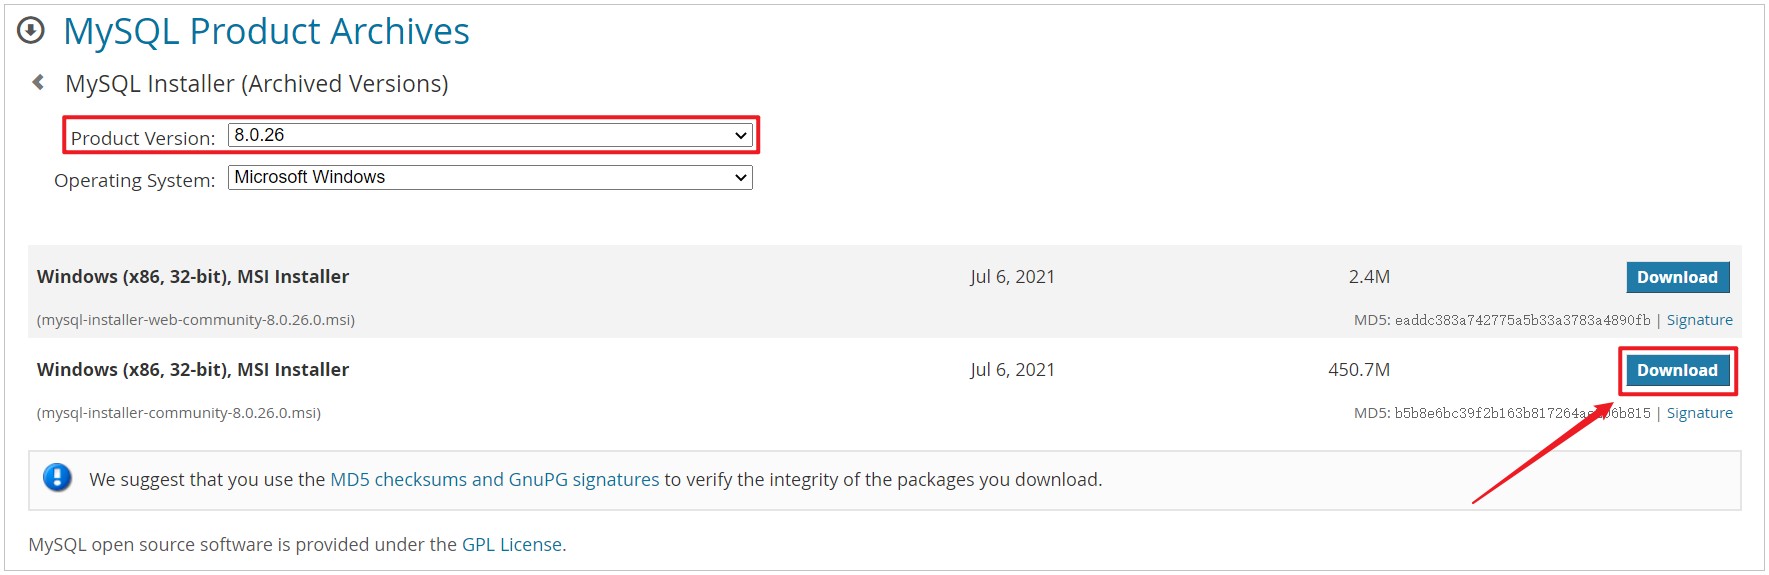 MySQL Product Archives
MySQL Installer (Archived Versions)
Product Version: 8.0.26
Operating System: Microsoft Windows
Windows (x86, 32-bit), MSI Installer Jul 6, 2021 2.4M Download
(mysql-installer-web-community-8.0.26.0.msi) MD5: eaddc383a742775a5b33a3783a4890fb | Signature
Windows (x86, 32-bit), MSI Installer Jul 6, 2021 450.7M Download
(mysql-installer-community-8.0.26.0.msi) MD5: | Signature
We suggest that you use the MD5 checksums and GnuPG signatures to verify the integrity of the packages you download.
MySQL open source software is provided under the GPL License.